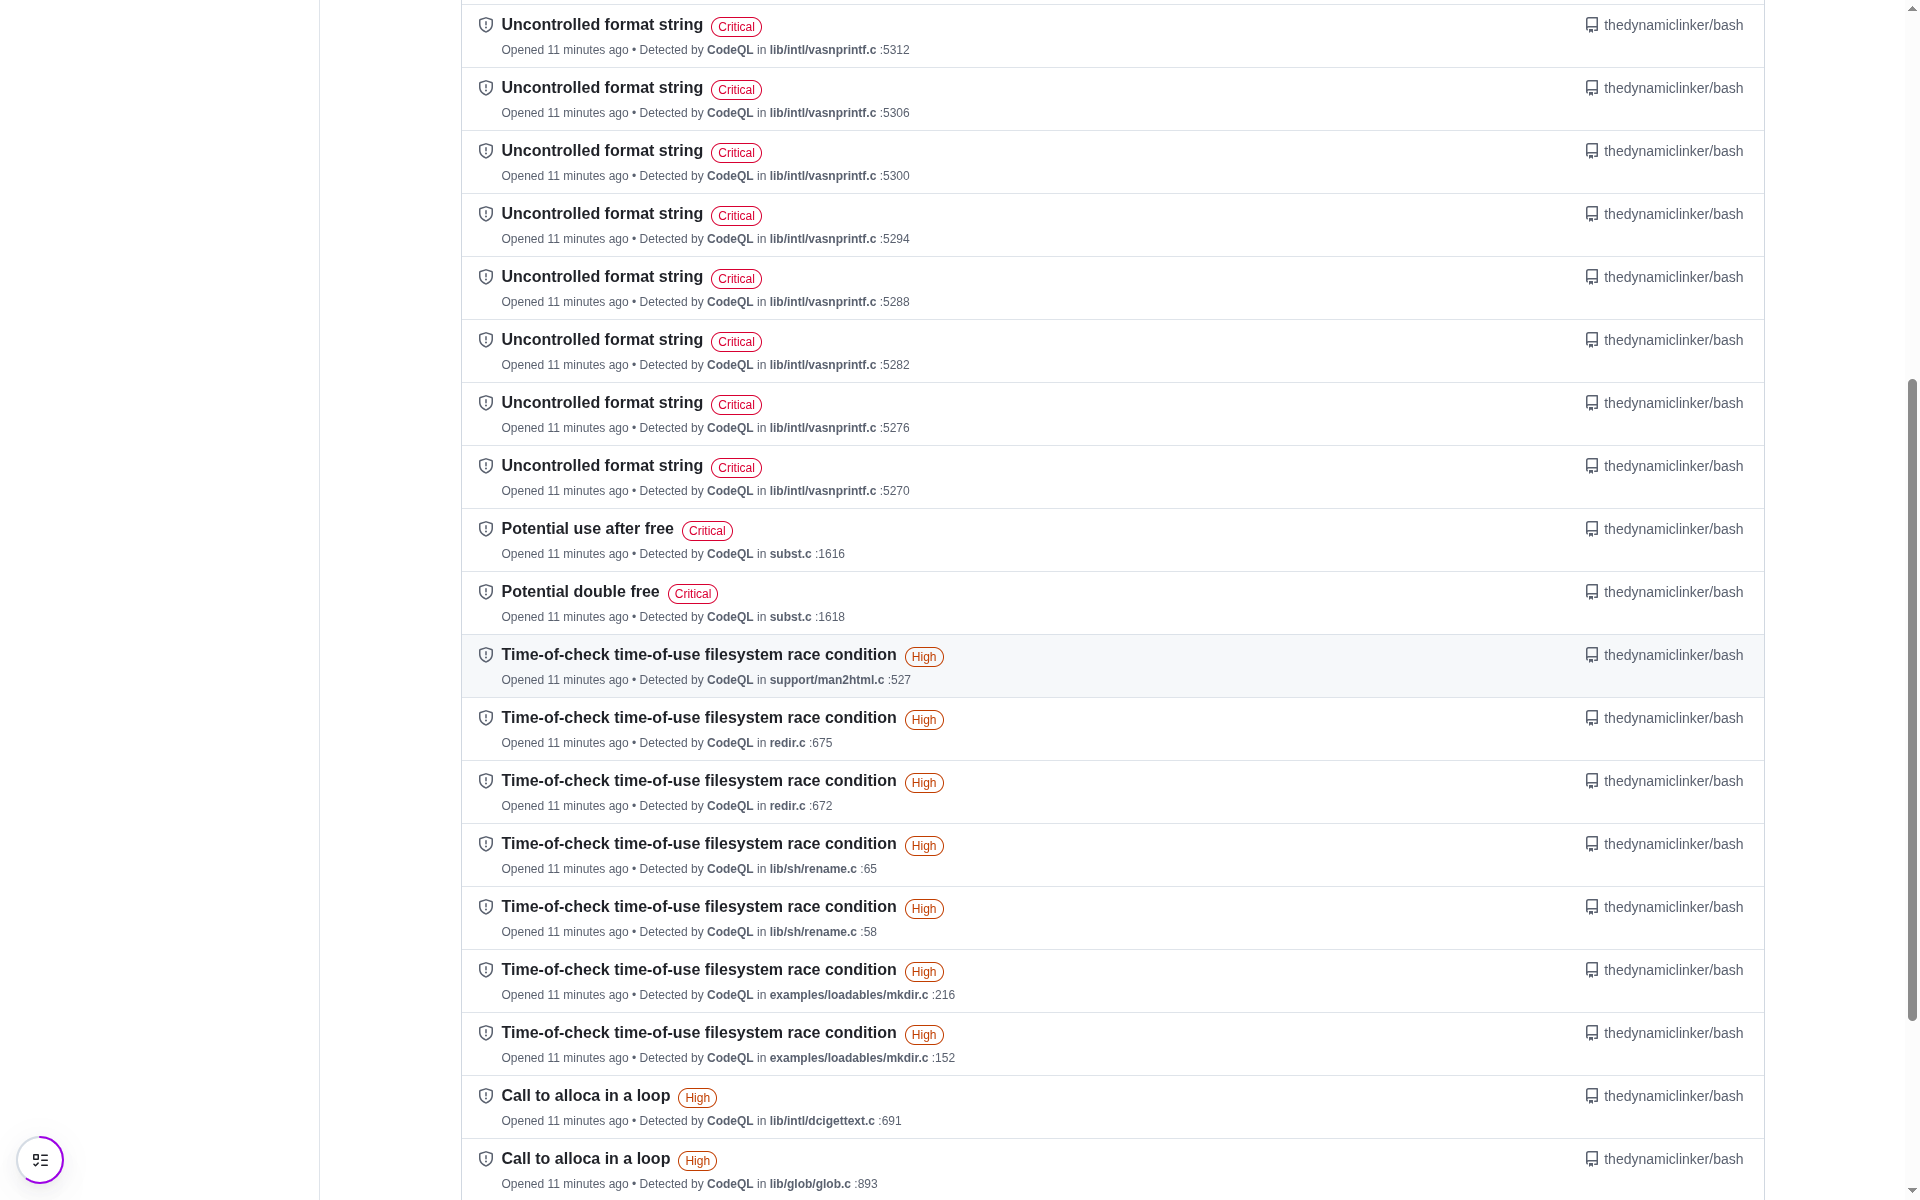 Uncontrolled format string Critical thedynamiclinker/bash
Opened 11 minutes ago • Detected by CodeQL in lib/intl/vasnprintf.c :5312
Uncontrolled format string Critical thedynamiclinker/bash
Opened 11 minutes ago • Detected by CodeQL in lib/intl/vasnprintf.c :5306
Uncontrolled format string Critical thedynamiclinker/bash
Opened 11 minutes ago • Detected by CodeQL in lib/intl/vasnprintf.c :5300
Uncontrolled format string Critical thedynamiclinker/bash
Opened 11 minutes ago • Detected by CodeQL in lib/intl/vasnprintf.c :5294
Uncontrolled format string Critical thedynamiclinker/bash
Opened 11 minutes ago • Detected by CodeQL in lib/intl/vasnprintf.c :5288
Uncontrolled format string Critical thedynamiclinker/bash
Opened 11 minutes ago • Detected by CodeQL in lib/intl/vasnprintf.c :5282
Uncontrolled format string Critical thedynamiclinker/bash
Opened 11 minutes ago • Detected by CodeQL in lib/intl/vasnprintf.c :5276
Uncontrolled format string Critical thedynamiclinker/bash
Opened 11 minutes ago • Detected by CodeQL in lib/intl/vasnprintf.c :5270
Potential use after free Critical thedynamiclinker/bash
Opened 11 minutes ago • Detected by CodeQL in subst.c :1616
Potential double free Critical thedynamiclinker/bash
Opened 11 minutes ago • Detected by CodeQL in subst.c :1618
Time-of-check time-of-use filesystem race condition High thedynamiclinker/bash
Opened 11 minutes ago • Detected by CodeQL in support/man2html.c :527
Time-of-check time-of-use filesystem race condition High thedynamiclinker/bash
Opened 11 minutes ago • Detected by CodeQL in redir.c :675
Time-of-check time-of-use filesystem race condition High thedynamiclinker/bash
Opened 11 minutes ago • Detected by CodeQL in redir.c :672
Time-of-check time-of-use filesystem race condition High thedynamiclinker/bash
Opened 11 minutes ago • Detected by CodeQL in lib/sh/rename.c :65
Time-of-check time-of-use filesystem race condition High thedynamiclinker/bash
Opened 11 minutes ago • Detected by CodeQL in lib/sh/rename.c :58
Time-of-check time-of-use filesystem race condition High thedynamiclinker/bash
Opened 11 minutes ago • Detected by CodeQL in examples/loadables/mkdir.c :216
Time-of-check time-of-use filesystem race condition High thedynamiclinker/bash
Opened 11 minutes ago • Detected by CodeQL in examples/loadables/mkdir.c :152
Call to alloca in a loop High thedynamiclinker/bash
Opened 11 minutes ago • Detected by CodeQL in lib/intl/dcigettext.c :691
Call to alloca in a loop High thedynamiclinker/bash
Opened 11 minutes ago • Detected by CodeQL in lib/glob/glob.c :893